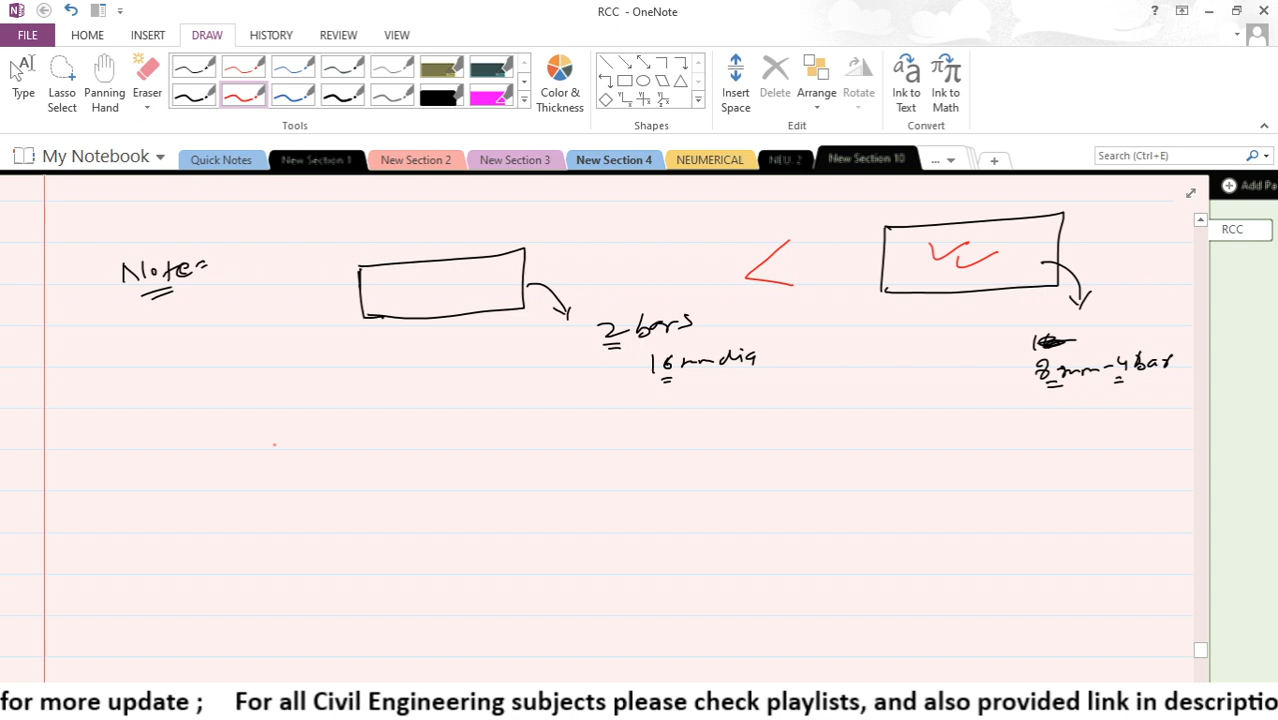 RCC - OneNote
FILE HOME INSERT DRAW HISTORY REVIEW VIEW
Type
Lasso Select
Panning Hand
Eraser
Color & Thickness
Insert Space
Delete
Arrange
Rotate
Ink to Text
Ink to Math
Tools
Shapes
Edit
Convert
My Notebook
Quick Notes
New Section 1
New Section 2
New Section 3
New Section 4
NEUMERICAL
NEU. 2
New Section 10
...
Search (Ctrl+E)
Add Pa
RCC
Note=
<
2 bars
16 mm dia
8 mm - 4 bar
for more update ; For all Civil Engineering subjects please check playlists, and also provided link in descriptio